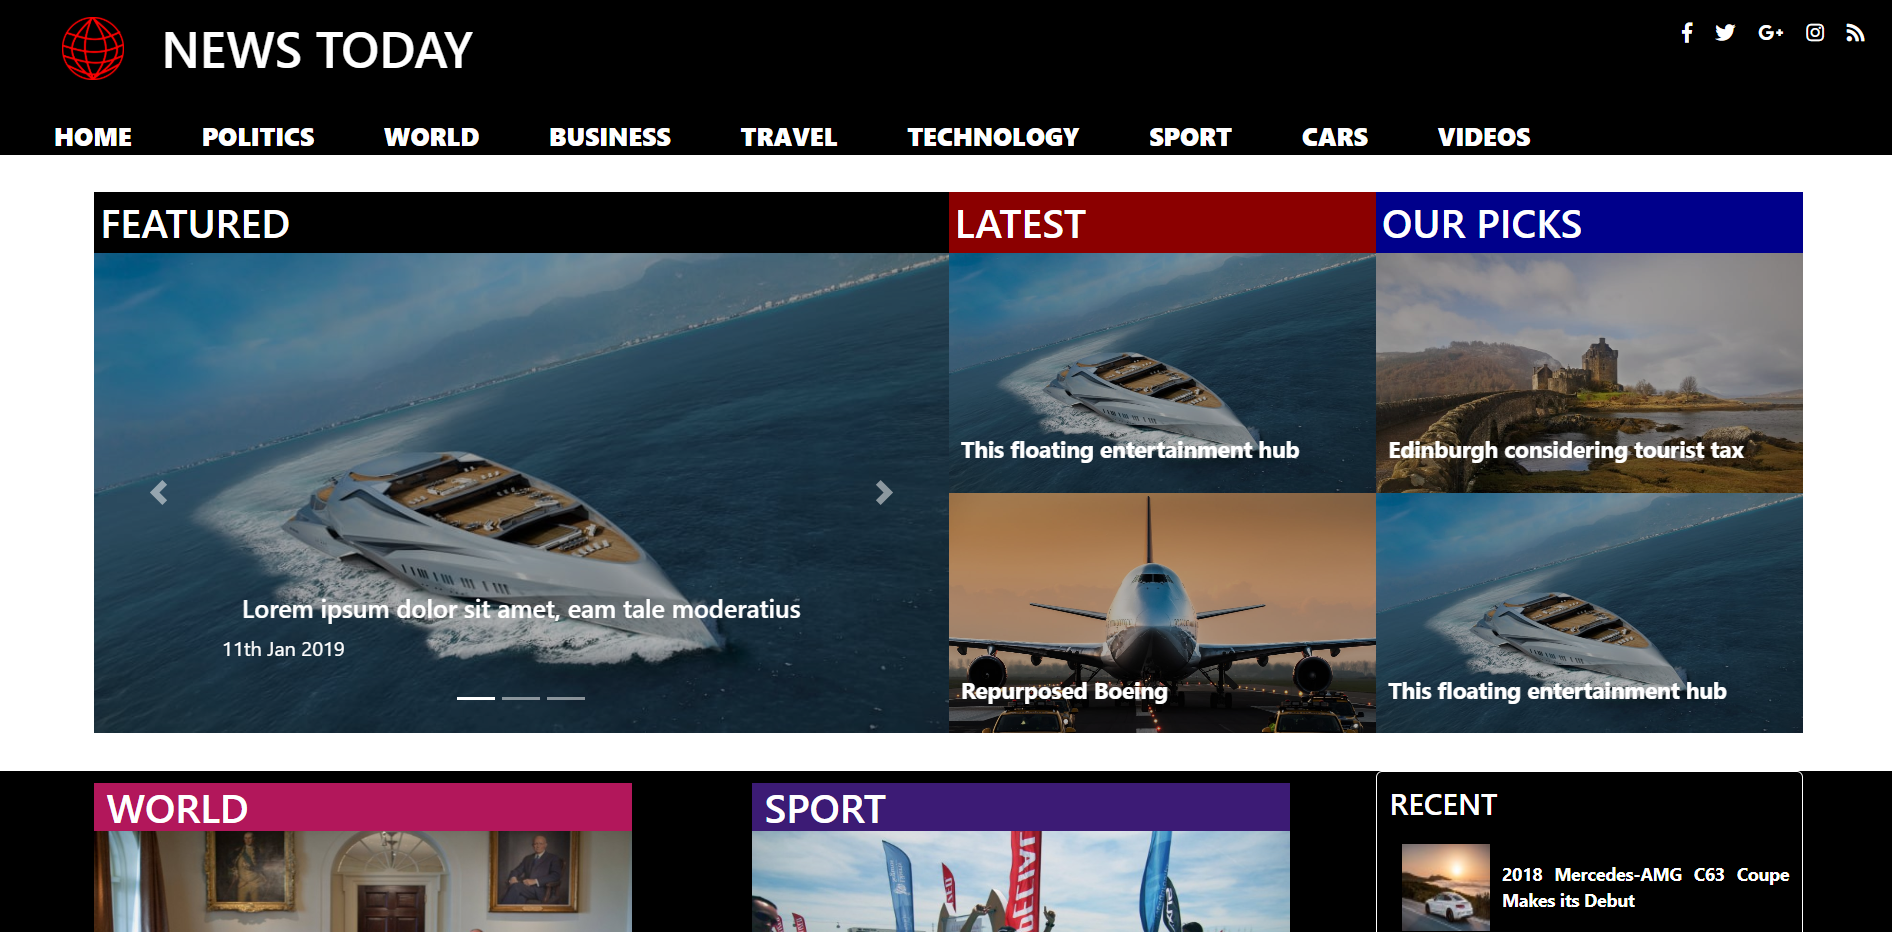 NEWS TODAY
HOME POLITICS WORLD BUSINESS TRAVEL TECHNOLOGY SPORT CARS VIDEOS
FEATURED
Lorem ipsum dolor sit amet, eam tale moderatius
11th Jan 2019
LATEST
This floating entertainment hub
Repurposed Boeing
OUR PICKS
Edinburgh considering tourist tax
This floating entertainment hub
WORLD
SPORT
RECENT
2018 Mercedes-AMG C63 Coupe
Makes its Debut